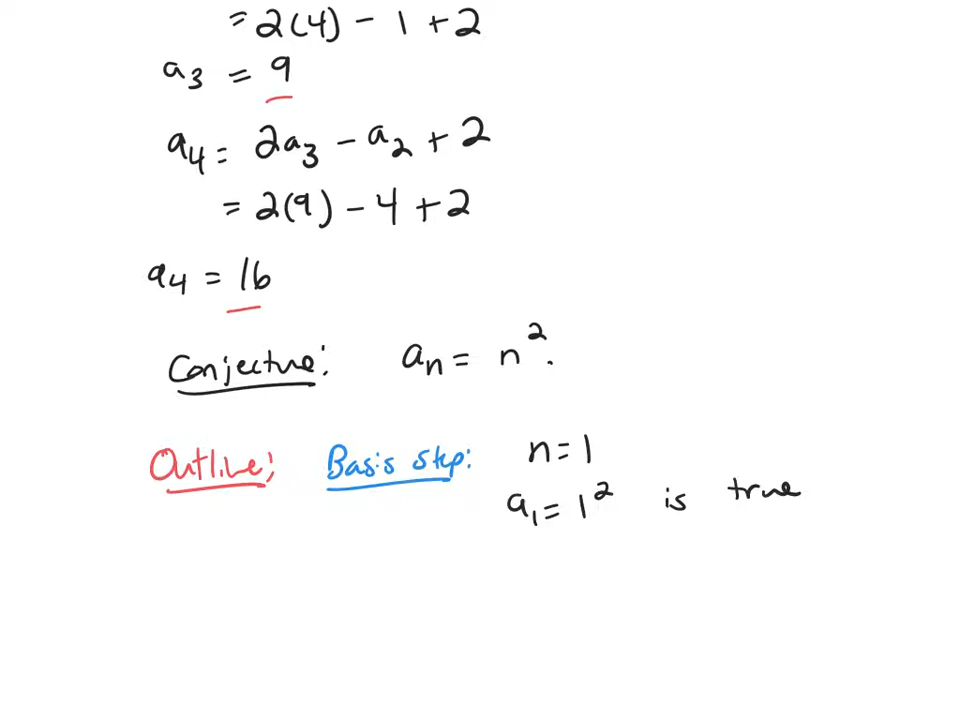 = 2(4) - 1 + 2
a₃ = 9
a₄ = 2a₃ - a₂ + 2
= 2(9) - 4 + 2
a₄ = 16
Conjecture: aₙ = n².
Outline: Basis step: n = 1
a₁ = 1² is true